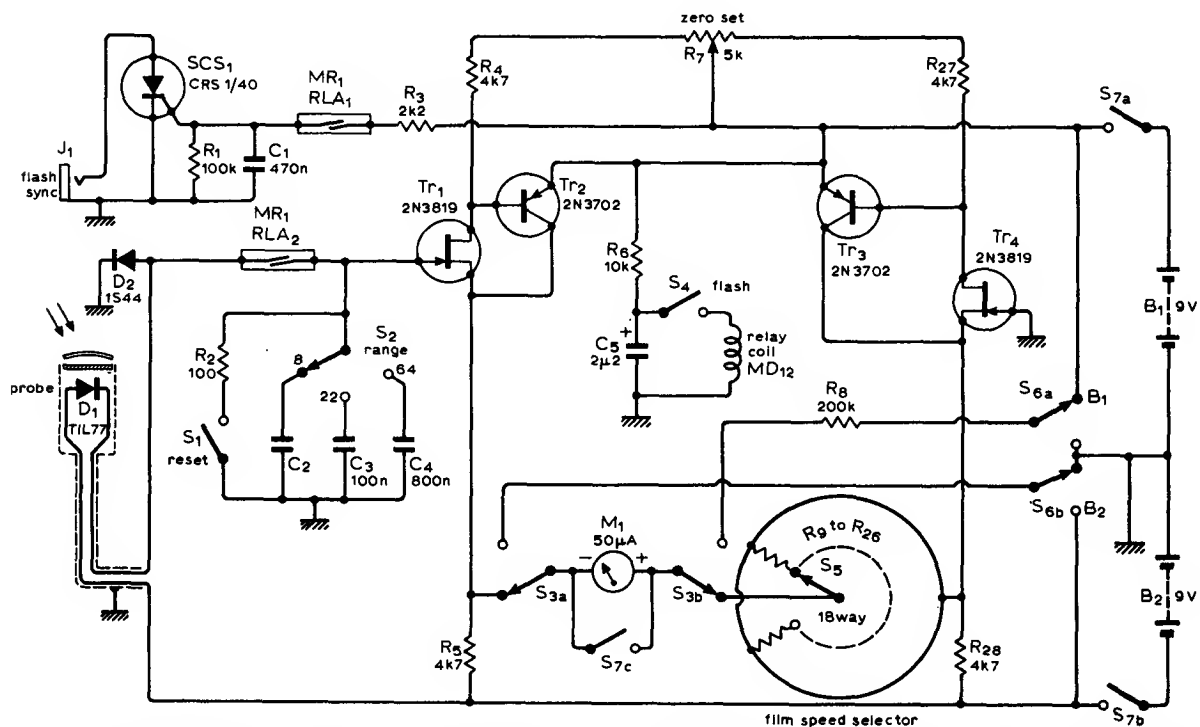 zero set
R7 5k
SCS1
CRS 1/40
MR1
RLA1
R3
2k2
R4
4k7
R27
4k7
S7a
J1
flash
sync
R1
100k
C1
470n
Tr1
2N3819
Tr2
2N3702
Tr3
2N3702
Tr4
2N3819
MR1
RLA2
D2
1S44
R6
10k
S4 flash
+
C5
2µ2
relay
coil
MD12
B1 9V
R2
100
S2
range
8
22
64
probe
D1
TIL77
S1
reset
C2
C3
100n
C4
800n
R8
200k
S6a
B1
S6b
B2
M1
50µA
- +
S3a
S3b
R9 to R26
S5
18way
S7c
B2 9V
R5
4k7
R28
4k7
film speed selector
S7b